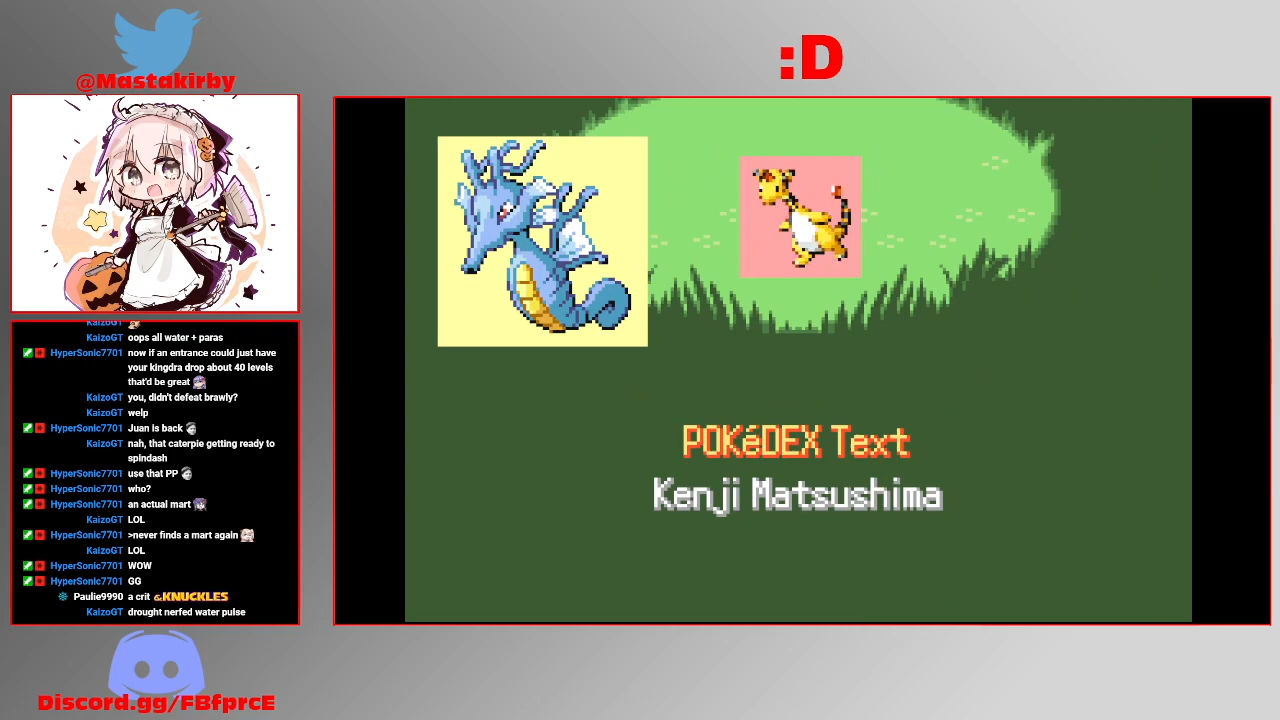 @Mastakirby
:D
KaizoGT
KaizoGT oops all water + paras
HyperSonic7701 now if an entrance could just have
your kingdra drop about 40 levels
that'd be great
KaizoGT you, didn't defeat brawly?
KaizoGT welp
HyperSonic7701 Juan is back
KaizoGT nah, that caterpie getting ready to
spindash
HyperSonic7701 use that PP
HyperSonic7701 who?
HyperSonic7701 an actual mart
KaizoGT LOL
HyperSonic7701 >never finds a mart again
KaizoGT LOL
HyperSonic7701 WOW
HyperSonic7701 GG
Paulie9990 a crit &KNUCKLES
KaizoGT drought nerfed water pulse
POKéDEX Text
Kenji Matsushima
Discord.gg/FBfprcE